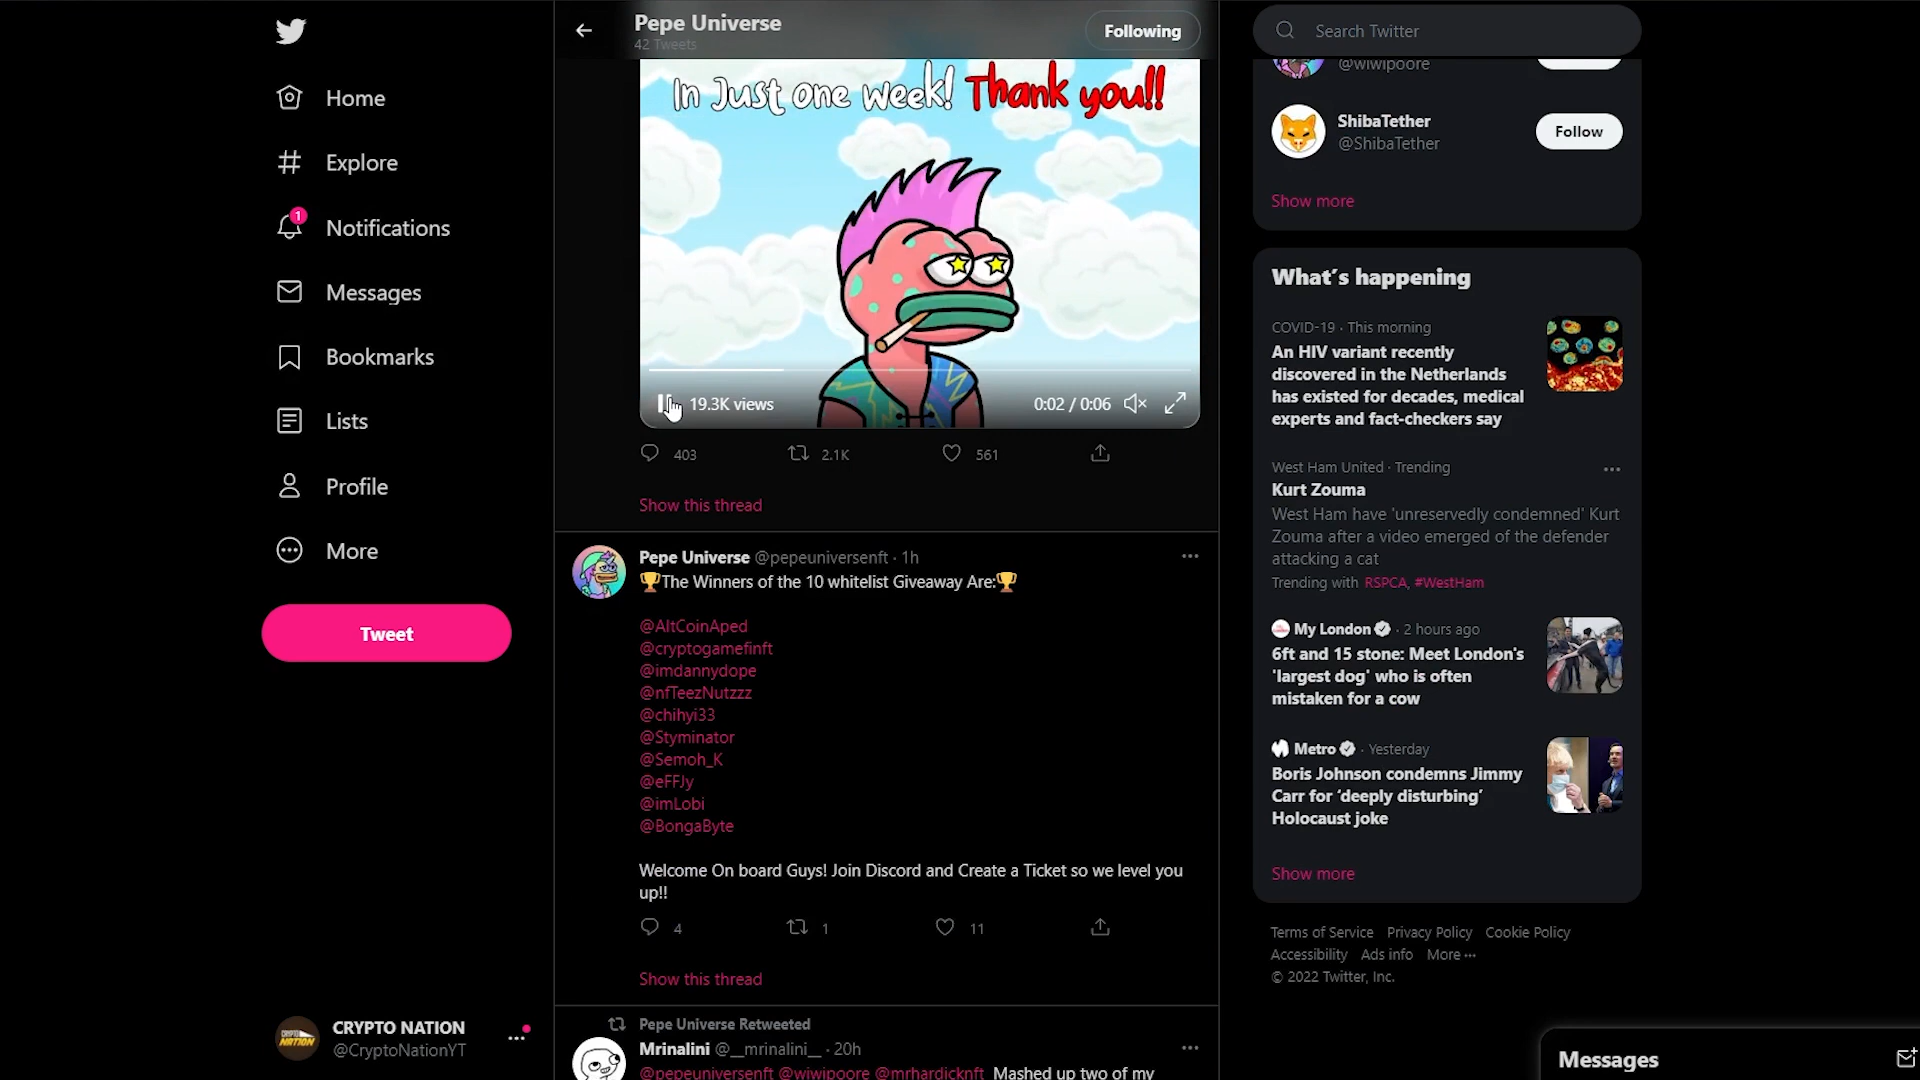 Home
Explore
1
Notifications
Messages
Bookmarks
Lists
Profile
More
Tweet
CRYPTO NATION
@CryptoNationYT
Pepe Universe
42 Tweets
Following
In Just one week! Thank you!!
19.3K views
0:02 / 0:06
403
2.1K
561
Show this thread
Pepe Universe @pepeuniversenft · 1h
🏆The Winners of the 10 whitelist Giveaway Are:🏆
@AltCoinAped
@cryptogamefinft
@imdannydope
@nfTeezNutzzz
@chihyi33
@Styminator
@Semoh_K
@eFFJy
@imLobi
@BongaByte
Welcome On board Guys! Join Discord and Create a Ticket so we level you
up!!
4
1
11
Show this thread
Pepe Universe Retweeted
Mrinalini @__mrinalini__ · 20h
@pepeuniversenft @wiwipoore @mrhardicknft Mashed up two of my
Search Twitter
@wiwipoore
ShibaTether
@ShibaTether
Follow
Show more
What's happening
COVID-19 · This morning
An HIV variant recently
discovered in the Netherlands
has existed for decades, medical
experts and fact-checkers say
West Ham United · Trending
Kurt Zouma
West Ham have 'unreservedly condemned' Kurt
Zouma after a video emerged of the defender
attacking a cat
Trending with RSPCA, #WestHam
My London · 2 hours ago
6ft and 15 stone: Meet London's
'largest dog' who is often
mistaken for a cow
Metro · Yesterday
Boris Johnson condemns Jimmy
Carr for 'deeply disturbing'
Holocaust joke
Show more
Terms of Service Privacy Policy Cookie Policy
Accessibility Ads info More ···
© 2022 Twitter, Inc.
Messages